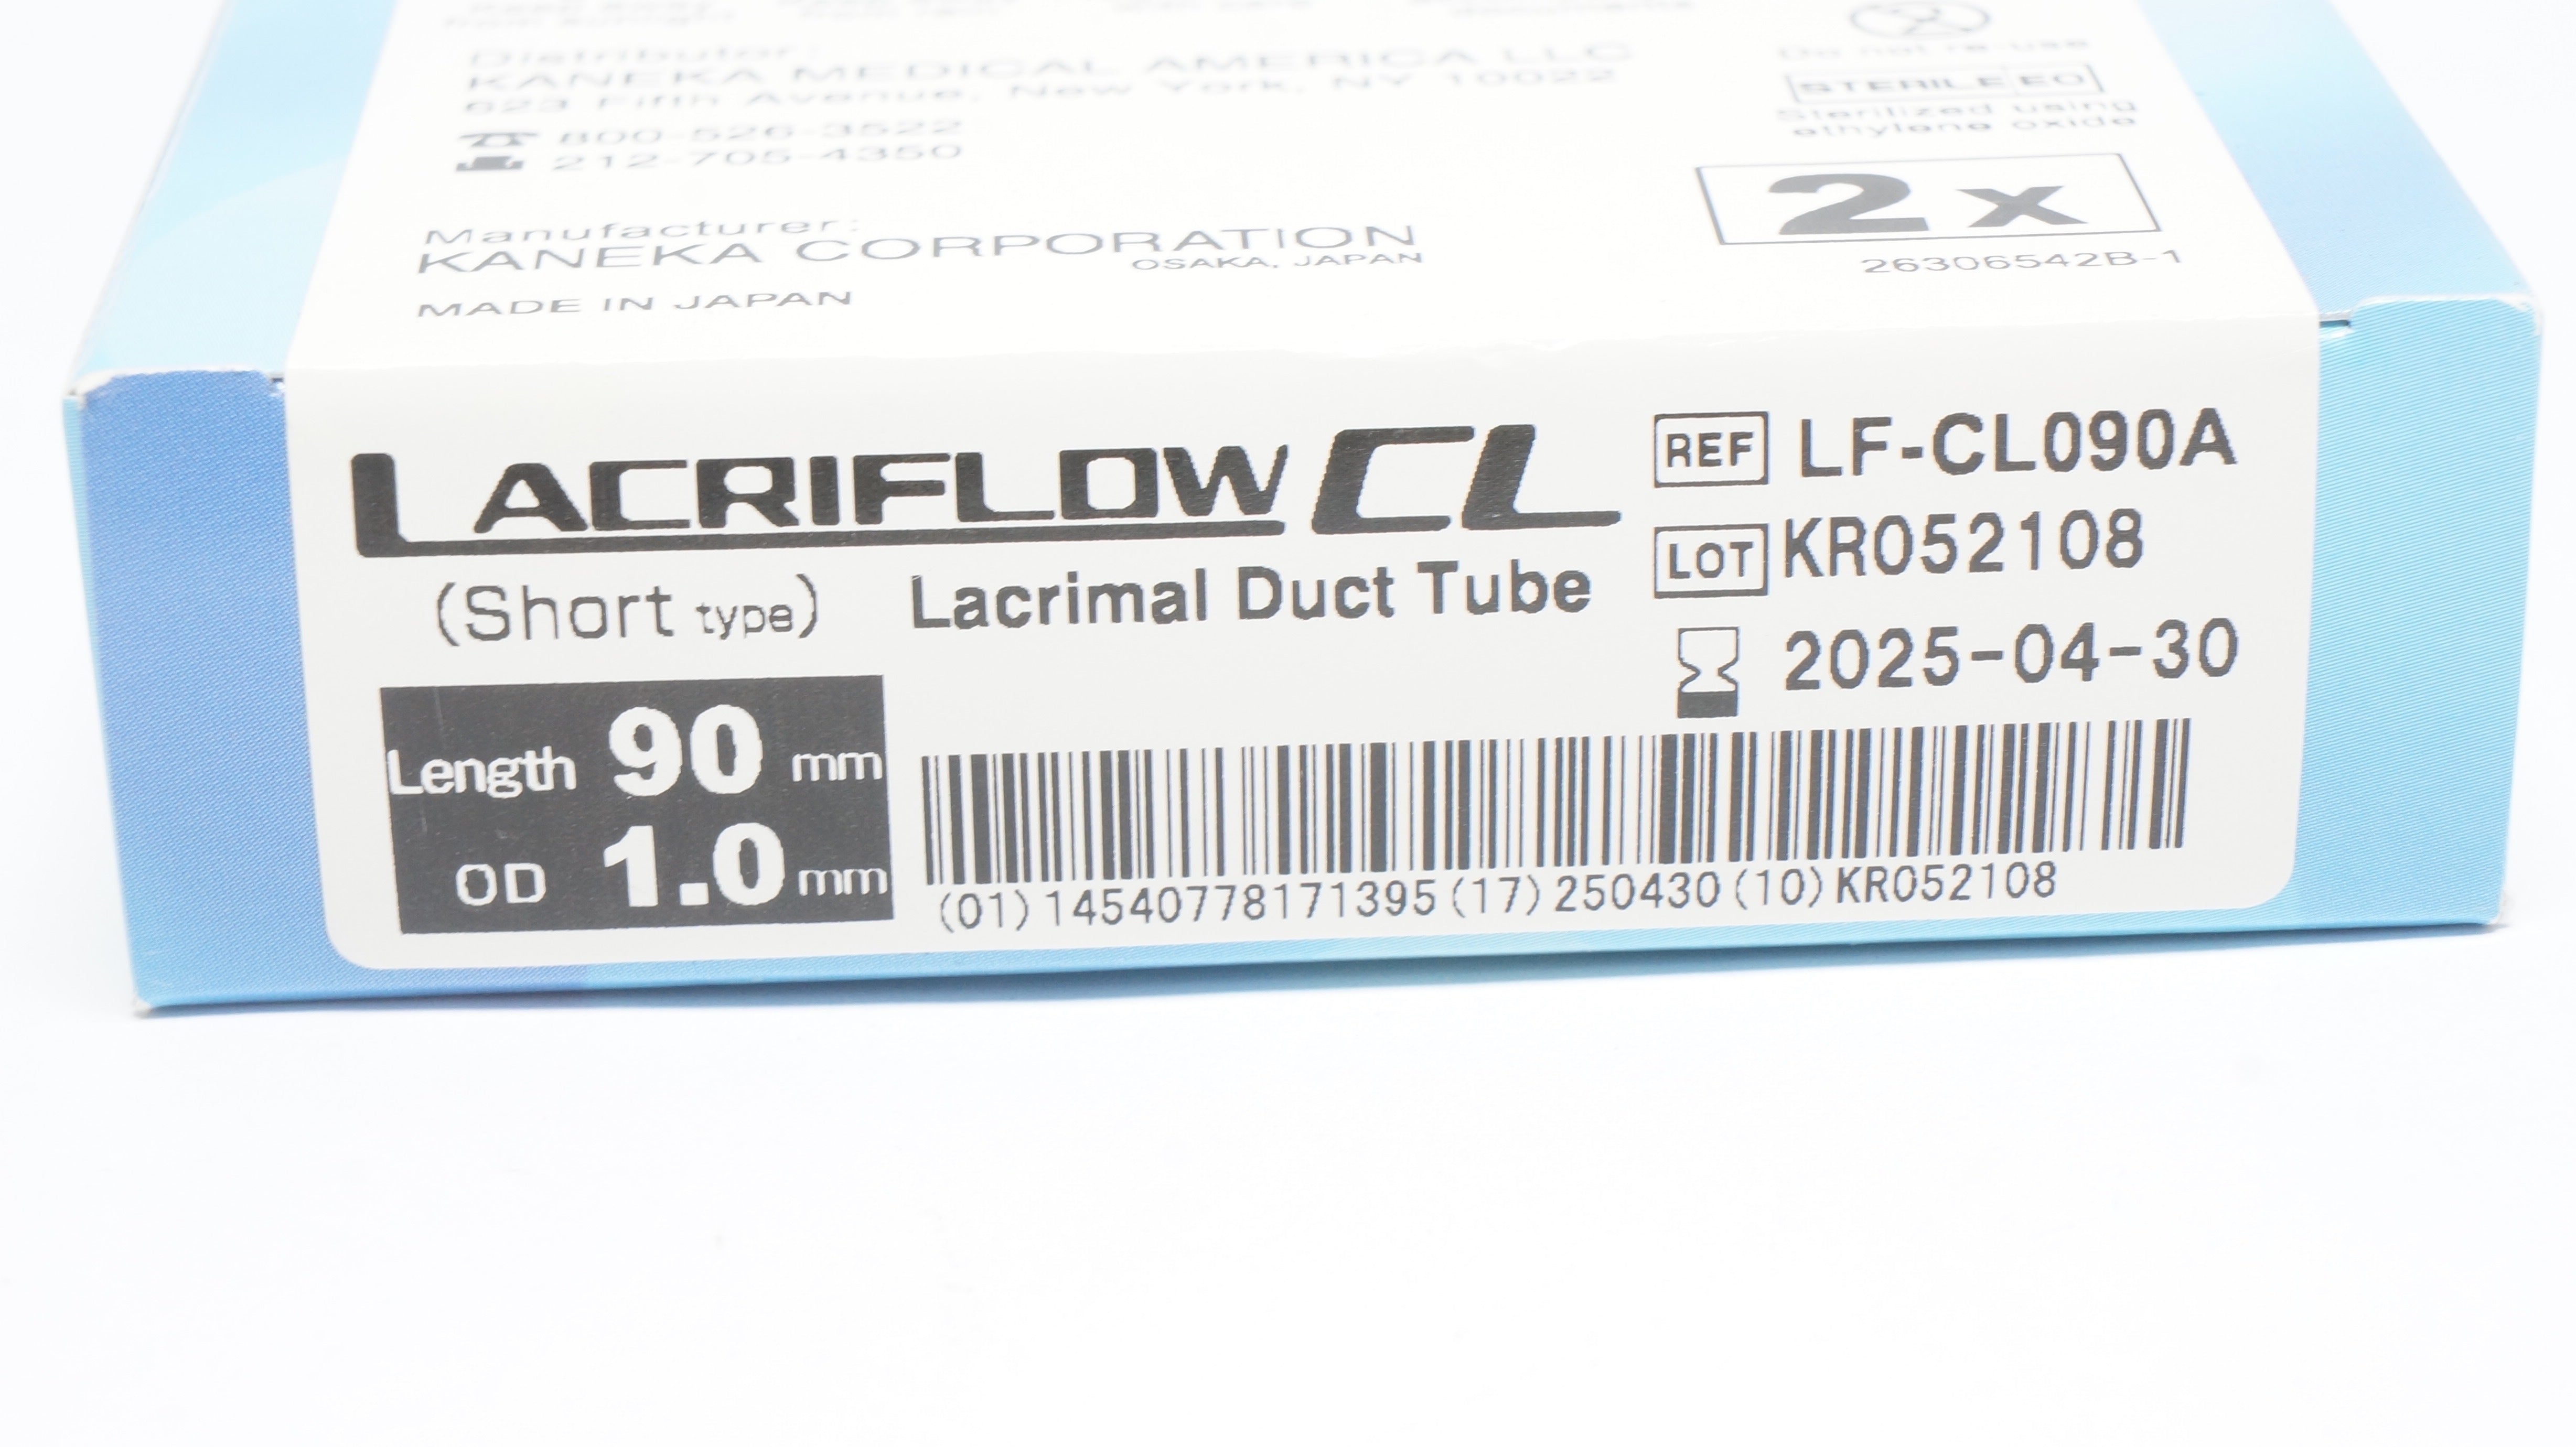 Distributor:
KANEKA MEDICAL AMERICA LLC
623 Fifth Avenue, New York, NY 10022
800-526-3522
212-705-4350
Do not re-use
STERILE EO
Sterilized using
ethylene oxide
2x
26306542B-1
Manufacturer:
KANEKA CORPORATION
OSAKA, JAPAN
MADE IN JAPAN
LACRIFLOW CL
(Short type) Lacrimal Duct Tube
REF LF-CL090A
LOT KR052108
2025-04-30
Length 90 mm
OD 1.0 mm
(01)14540778171395(17)250430(10)KR052108